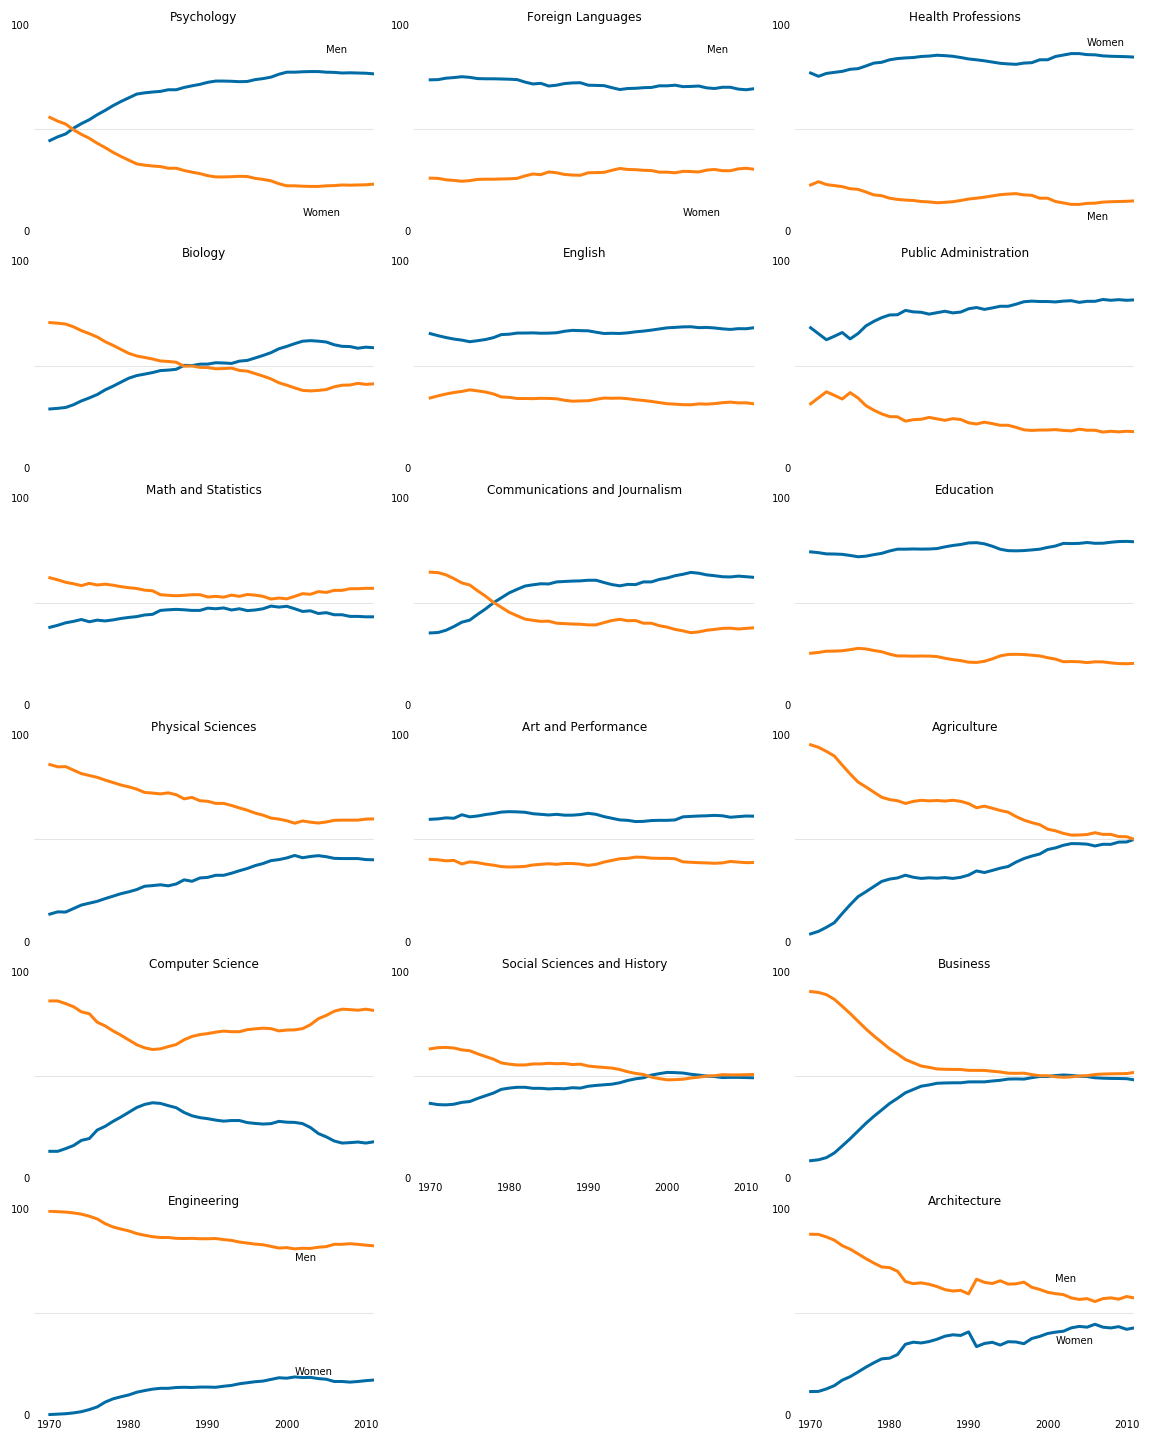 Psychology
100
Men
Women
0
Foreign Languages
100
Men
Women
0
Health Professions
100
Women
Men
0
Biology
100
0
English
100
0
Public Administration
100
0
Math and Statistics
100
0
Communications and Journalism
100
0
Education
100
0
Physical Sciences
100
0
Art and Performance
100
0
Agriculture
100
0
Computer Science
100
0
Social Sciences and History
100
0
1970 1980 1990 2000 2010
Business
100
0
Engineering
100
Men
Women
0
1970 1980 1990 2000 2010
Architecture
100
Men
Women
0
1970 1980 1990 2000 2010